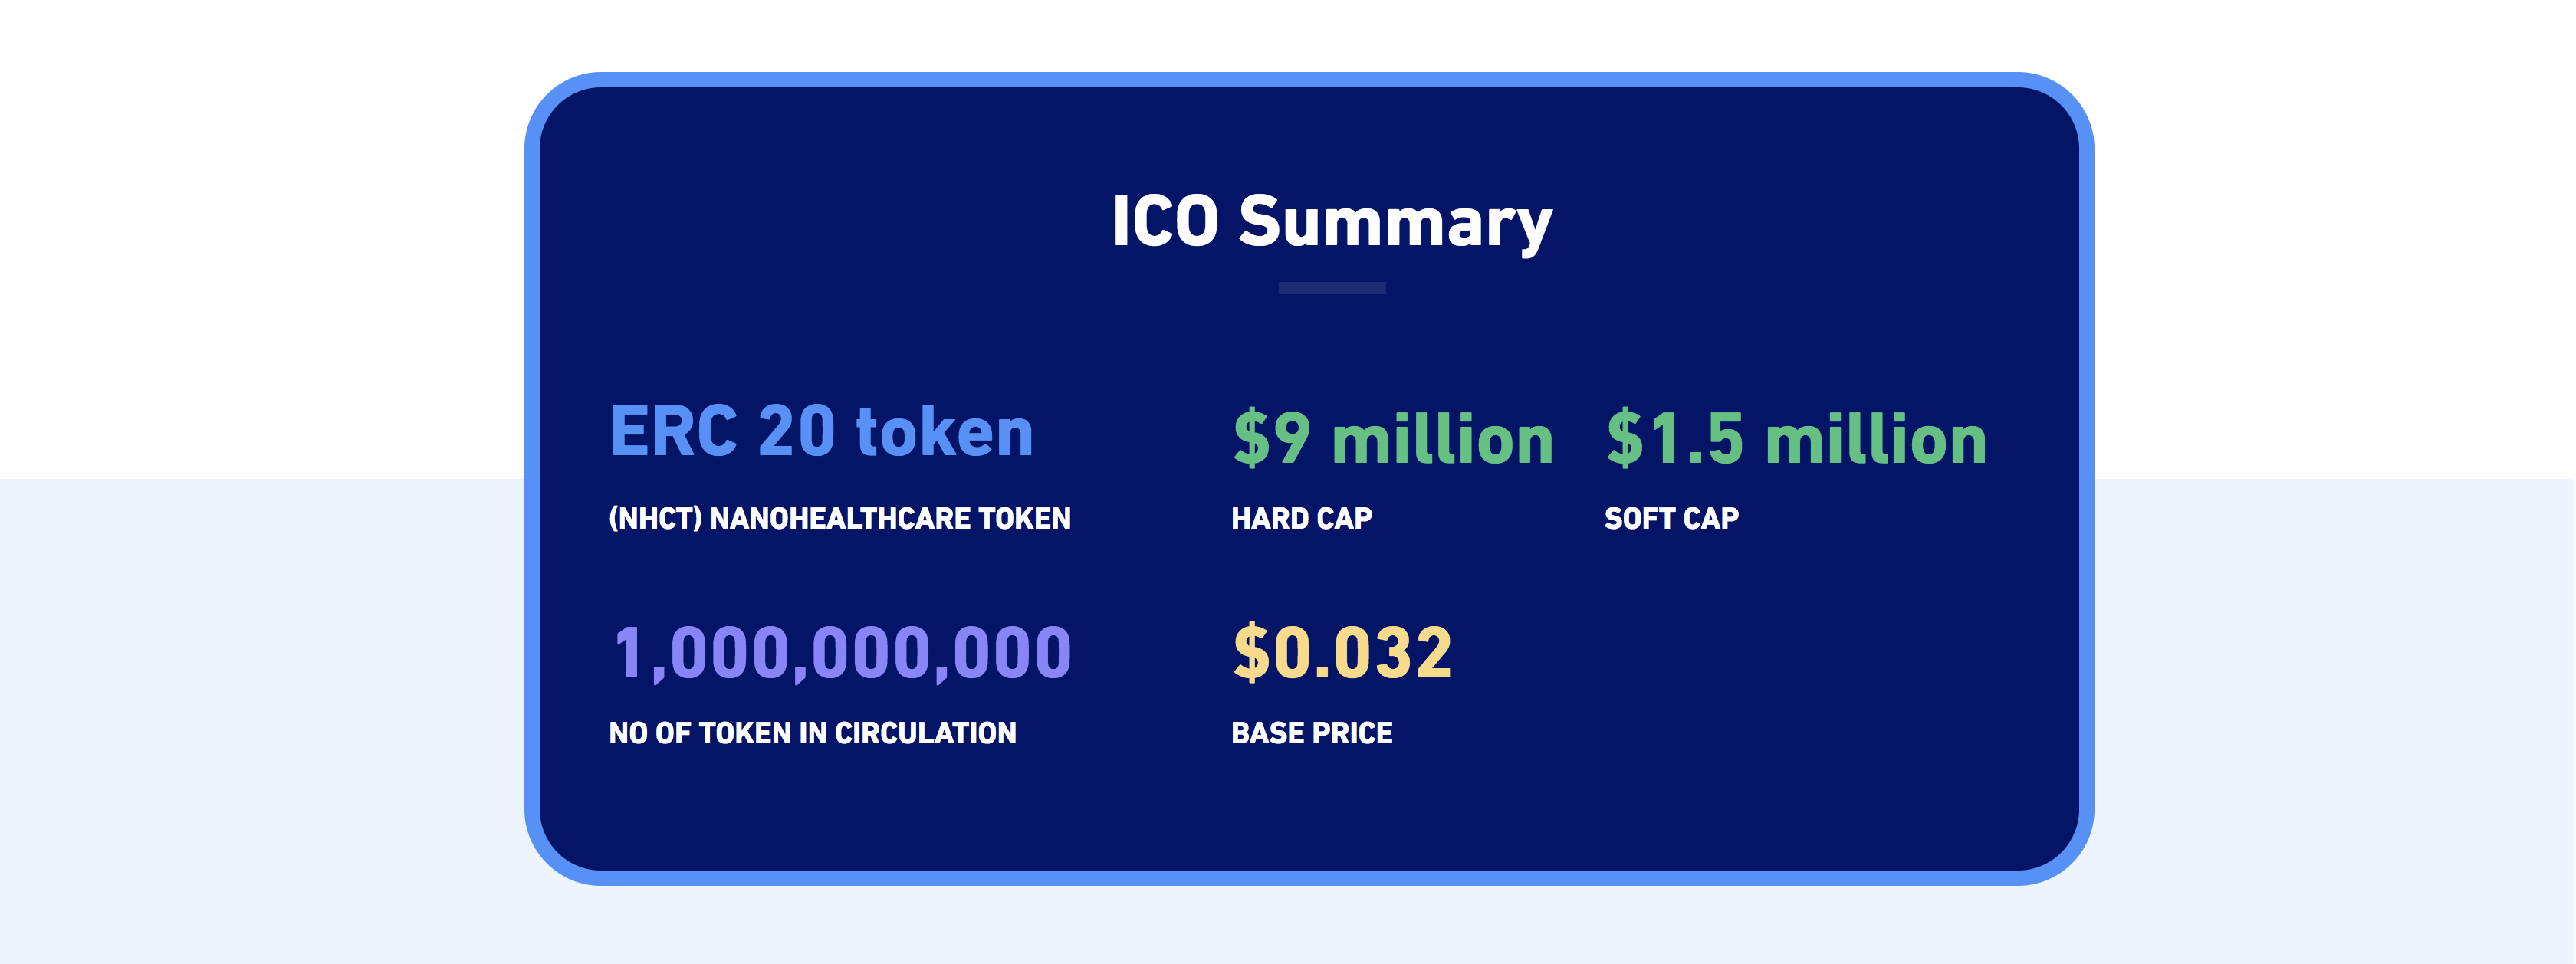 ICO Summary
ERC 20 token
(NHCT) NANOHEALTHCARE TOKEN
$9 million
HARD CAP
$1.5 million
SOFT CAP
1,000,000,000
NO OF TOKEN IN CIRCULATION
$0.032
BASE PRICE